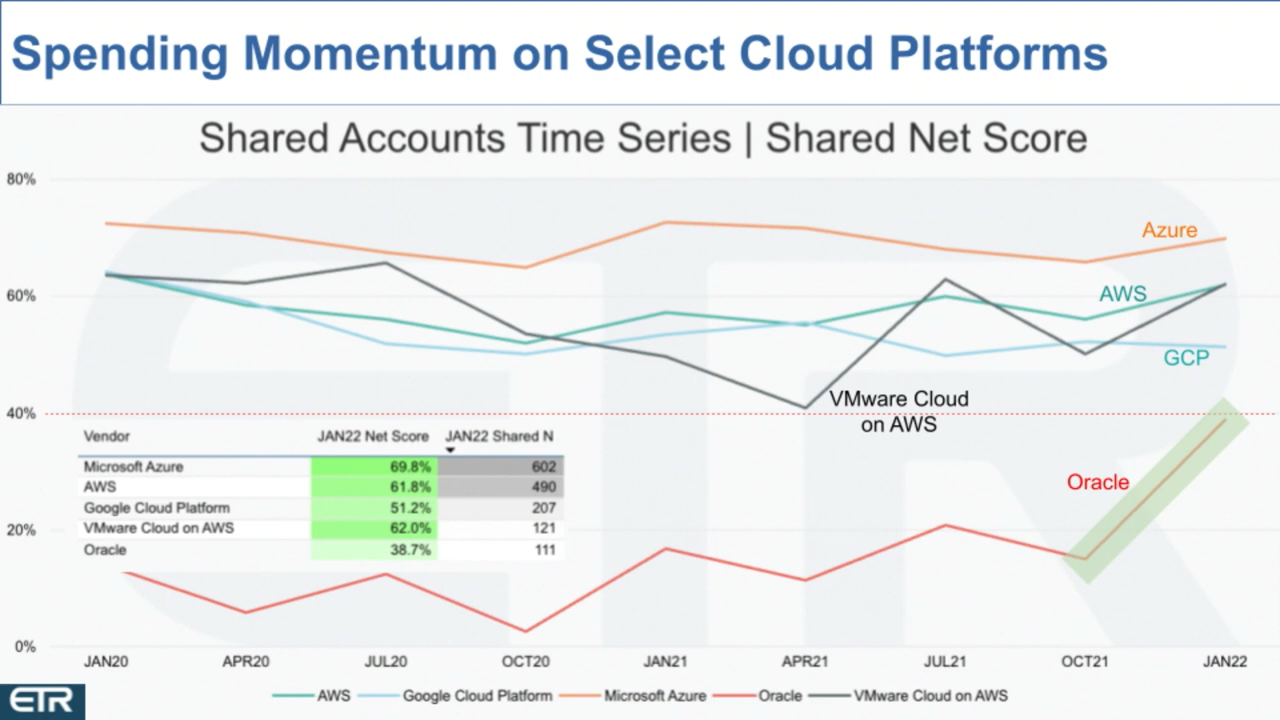 Spending Momentum on Select Cloud Platforms
Shared Accounts Time Series | Shared Net Score
80%
Azure
60%
AWS
GCP
VMware Cloud
on AWS
40%
Vendor JAN22 Net Score JAN22 Shared N
Microsoft Azure 69.8% 602
AWS 61.8% 490
Google Cloud Platform 51.2% 207
VMware Cloud on AWS 62.0% 121
Oracle 38.7% 111
Oracle
20%
0%
JAN20 APR20 JUL20 OCT20 JAN21 APR21 JUL21 OCT21 JAN22
AWS Google Cloud Platform Microsoft Azure Oracle VMware Cloud on AWS
ETR